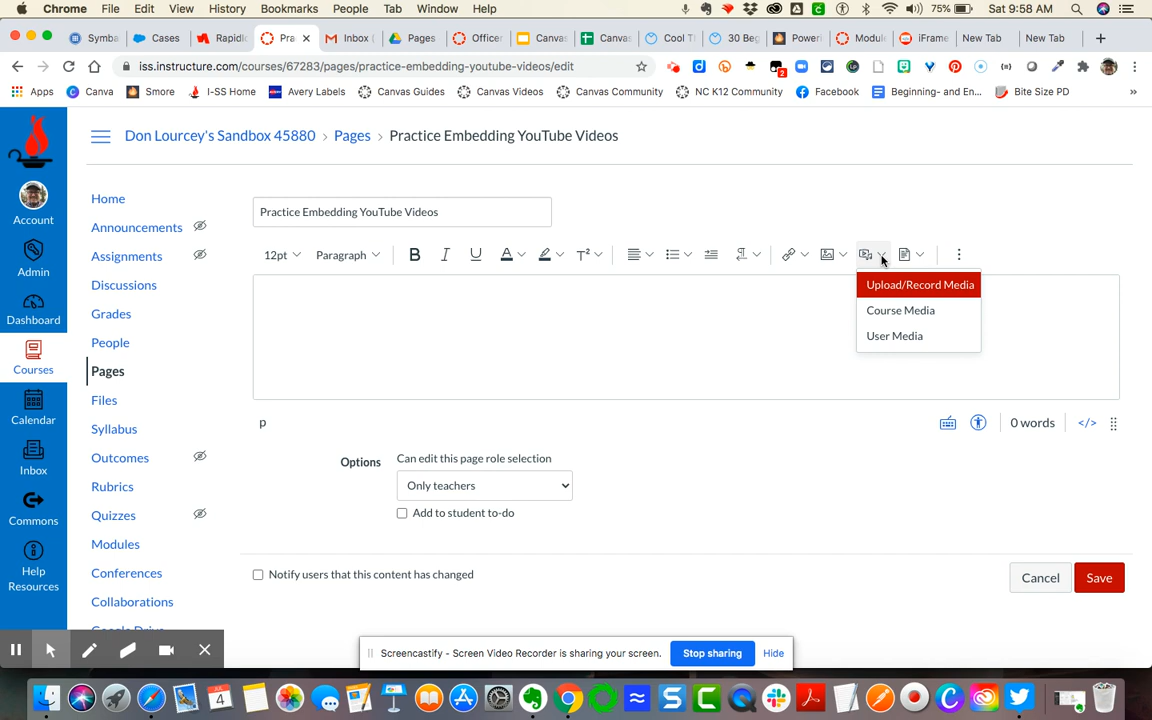 Chrome File Edit View History Bookmarks People Tab Window Help 75% Sat 9:58 AM
Symba Cases Rapidl Pra Inbox ( Pages Officer Canva: Canva: Cool T 30 Beg Poweri Module iFrame New Tab New Tab
iss.instructure.com/courses/67283/pages/practice-embedding-youtube-videos/edit
Apps Canva Smore I-SS Home Avery Labels Canvas Guides Canvas Videos Canvas Community NC K12 Community Facebook Beginning- and En... Bite Size PD »
Don Lourcey's Sandbox 45880 › Pages › Practice Embedding YouTube Videos
Account
Admin
Dashboard
Courses
Calendar
Inbox
Commons
Help
Resources
Home
Announcements
Assignments
Discussions
Grades
People
Pages
Files
Syllabus
Outcomes
Rubrics
Quizzes
Modules
Conferences
Collaborations
Google Drive
Practice Embedding YouTube Videos
12pt Paragraph B I U A T²
Upload/Record Media
Course Media
User Media
p 0 words </>
Options Can edit this page role selection
Only teachers
Add to student to-do
Notify users that this content has changed
Cancel Save
Screencastify - Screen Video Recorder is sharing your screen. Stop sharing Hide